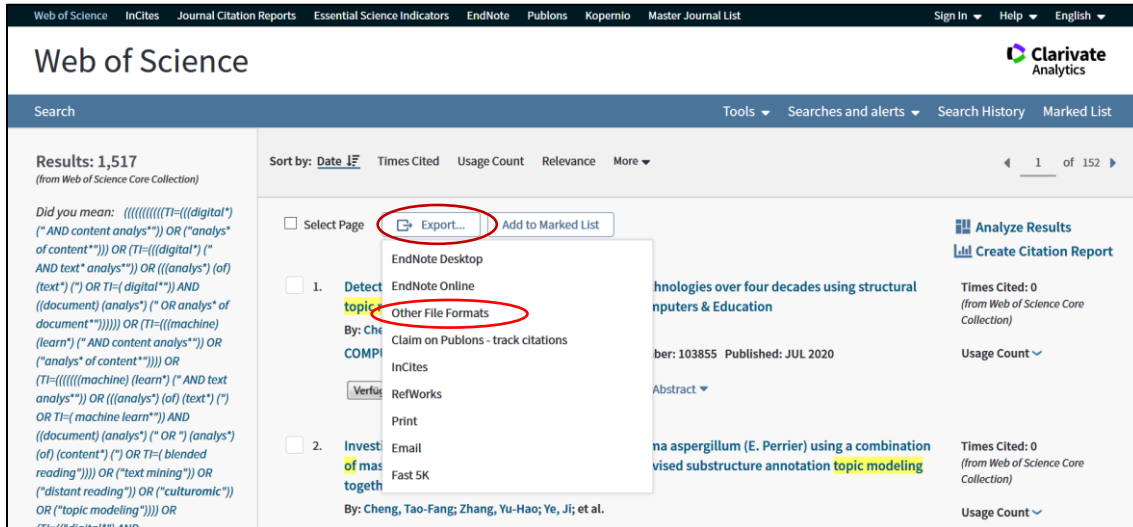 Web of Science InCites Journal Citation Reports Essential Science Indicators EndNote Publons Kopernio Master Journal List Sign In Help English
Web of Science
Clarivate
Analytics
Search Tools Searches and alerts Search History Marked List
Results: 1,517
(from Web of Science Core Collection)
Sort by: Date Times Cited Usage Count Relevance More
1 of 152
Did you mean: (((((((((((TI=(((digital*)
(" AND content analys*")) OR ("analys*
of content*"))) OR (TI=(((digital*) ("
AND text* analys*")) OR (((analys*) (of)
(text*) (") OR TI=( digital*")) AND
((document) (analys*) (" OR analys* of
document*")))))) OR (TI=(((machine)
(learn*) (" AND content analys*")) OR
("analys* of content*")))) OR
(TI=(((((((machine) (learn*) (" AND text
analys*")) OR (((analys*) (of) (text*) (")
OR TI=( machine learn*")) AND
((document) (analys*) (" OR ") (analys*)
(of) (content*) (") OR TI=( blended
reading")))) OR ("text mining")) OR
("distant reading")) OR ("culturomic"))
OR ("topic modeling")))) OR
Select Page Export... Add to Marked List
EndNote Desktop
EndNote Online
Other File Formats
Claim on Publons - track citations
InCites
RefWorks
Print
Email
Fast 5K
Analyze Results
Create Citation Report
1. hnologies over four decades using structural
topic mputers & Education
By:
ber: 103855 Published: JUL 2020
Abstract
Times Cited: 0
(from Web of Science Core
Collection)
Usage Count
2. ma aspergillum (E. Perrier) using a combination
of vised substructure annotation topic modeling
By: Cheng, Tao-Fang; Zhang, Yu-Hao; Ye, Ji; et al.
Times Cited: 0
(from Web of Science Core
Collection)
Usage Count